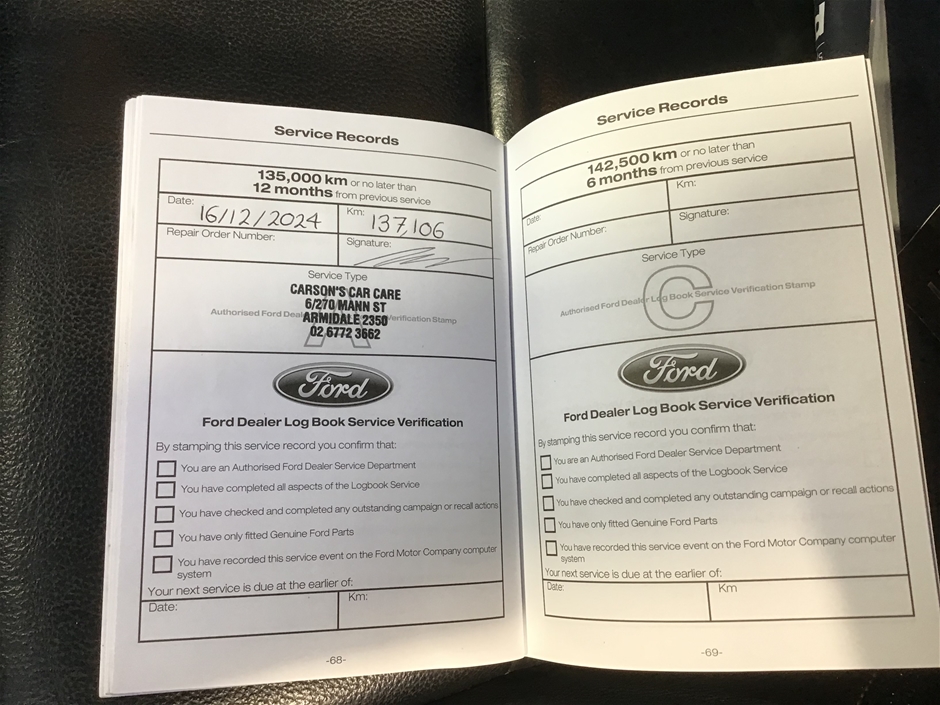 Service Records
135,000 km or no later than
12 months from previous service
Date: 16/12/2024
Km: 137,106
Repair Order Number:
Signature:
Service Type
CARSON'S CAR CARE
6/270 MANN ST
Authorised Ford Deal
ARMIDALE 2350
Verification Stamp
02 6772 3662
A
Ford
Ford Dealer Log Book Service Verification
By stamping this service record you confirm that:
You are an Authorised Ford Dealer Service Department
You have completed all aspects of the Logbook Service
You have checked and completed any outstanding campaign or recall actions
You have only fitted Genuine Ford Parts
You have recorded this service event on the Ford Motor Company computer
system
Your next service is due at the earlier of:
Date:
Km:
-68-
Service Records
142,500 km or no later than
6 months from previous service
Date:
Km:
Repair Order Number:
Signature:
Service Type
C
Authorised Ford Dealer Log Book Service Verification Stamp
Ford
Ford Dealer Log Book Service Verification
By stamping this service record you confirm that:
You are an Authorised Ford Dealer Service Department
You have completed all aspects of the Logbook Service
You have checked and completed any outstanding campaign or recall actions
You have only fitted Genuine Ford Parts
You have recorded this service event on the Ford Motor Company computer
system
Your next service is due at the earlier of:
Date:
Km
-69-